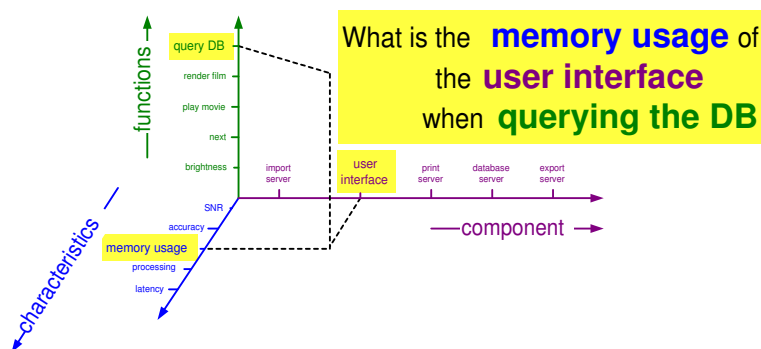 What is the memory usage of
the user interface
when querying the DB
functions
query DB
render film
play movie
next
brightness
import
server
user
interface
print
server
database
server
export
server
component
SNR
accuracy
memory usage
processing
latency
characteristics